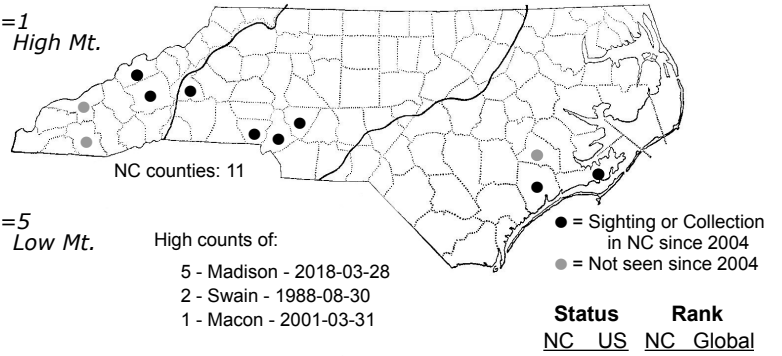 =1
High Mt.
NC counties: 11
=5
Low Mt.
High counts of:
5 - Madison - 2018-03-28
2 - Swain - 1988-08-30
1 - Macon - 2001-03-31
= Sighting or Collection
in NC since 2004
= Not seen since 2004
Status Rank
NC US NC Global